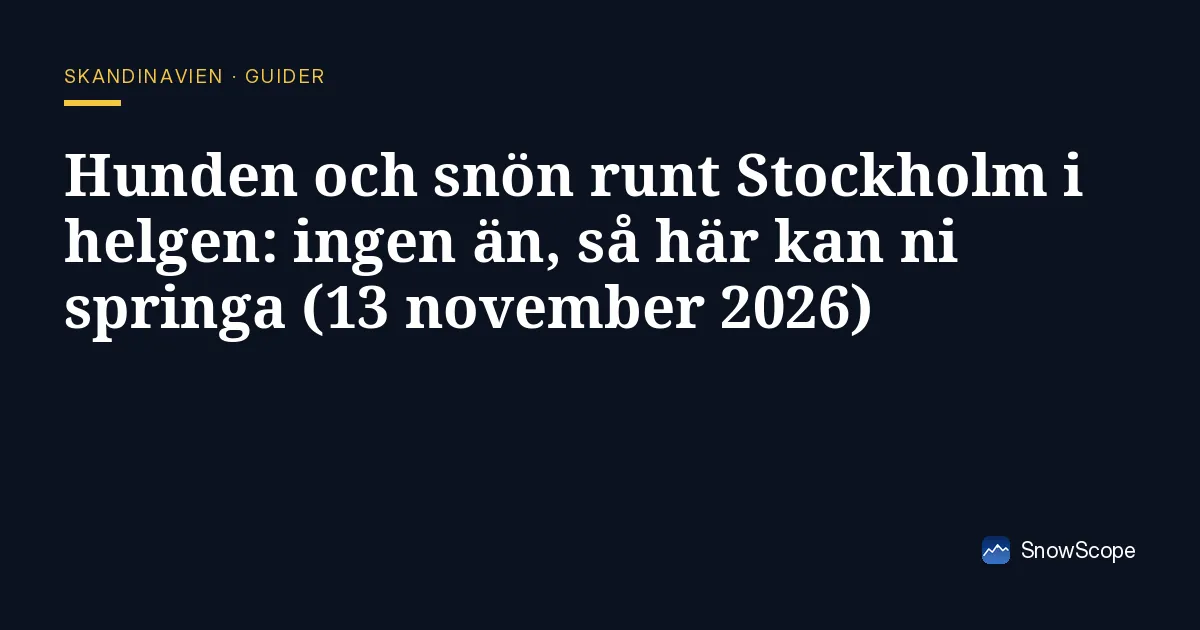 SKANDINAVIEN · GUIDER
Hunden och snön runt Stockholm i
helgen: ingen än, så här kan ni
springa (13 november 2026)
SnowScope